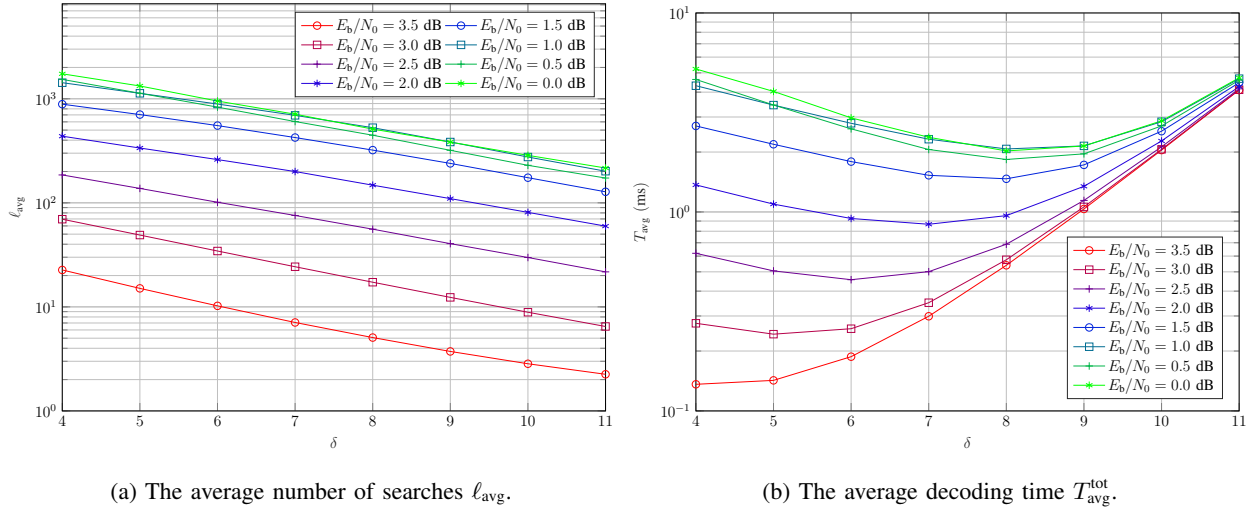 E_b/N_0 = 3.5 dB E_b/N_0 = 1.5 dB
E_b/N_0 = 3.0 dB E_b/N_0 = 1.0 dB
E_b/N_0 = 2.5 dB E_b/N_0 = 0.5 dB
E_b/N_0 = 2.0 dB E_b/N_0 = 0.0 dB
10^3
10^2
10^1
10^0
ℓ_avg
4 5 6 7 8 9 10 11
δ
(a) The average number of searches ℓ_avg.
10^1
10^0
10^−1
T_avg (ms)
E_b/N_0 = 3.5 dB
E_b/N_0 = 3.0 dB
E_b/N_0 = 2.5 dB
E_b/N_0 = 2.0 dB
E_b/N_0 = 1.5 dB
E_b/N_0 = 1.0 dB
E_b/N_0 = 0.5 dB
E_b/N_0 = 0.0 dB
4 5 6 7 8 9 10 11
δ
(b) The average decoding time T_avg^tot.